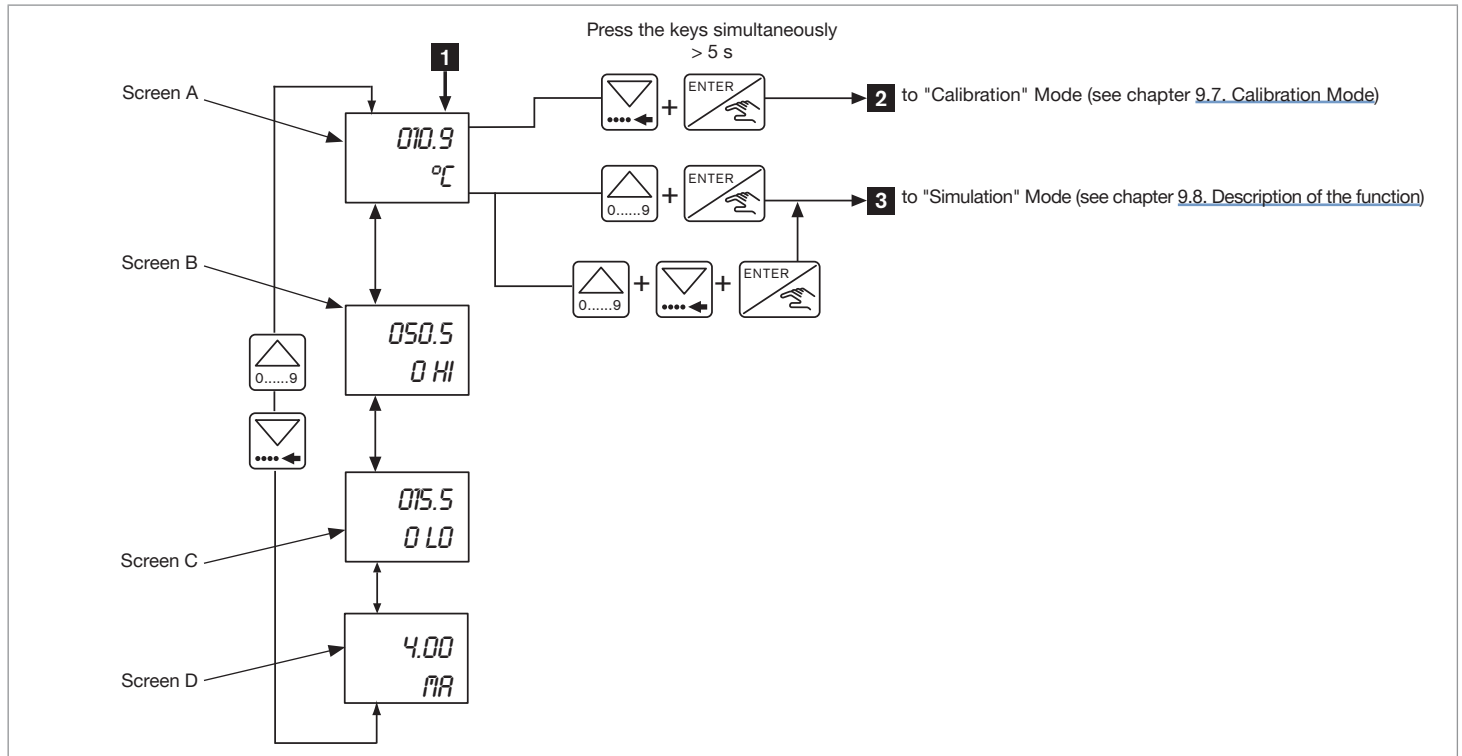 Press the keys simultaneously
> 5 s
1
Screen A
010.9
°C
+
ENTER
2 to "Calibration" Mode (see chapter 9.7. Calibration Mode)
0......9
+
ENTER
3 to "Simulation" Mode (see chapter 9.8. Description of the function)
0......9
+
+
ENTER
Screen B
050.5
0 HI
0......9
Screen C
015.5
0 LO
Screen D
4.00
MA